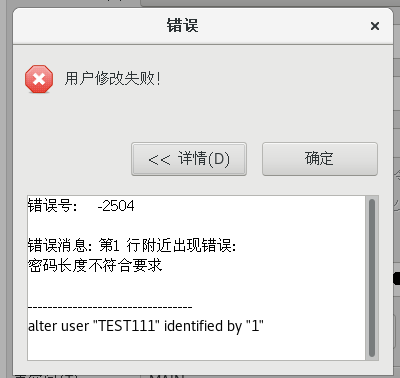 错误
用户修改失败!
<< 详情(D)
确定
错误号: -2504
错误消息: 第1 行附近出现错误:
密码长度不符合要求
---------------------------------
alter user "TEST111" identified by "1"